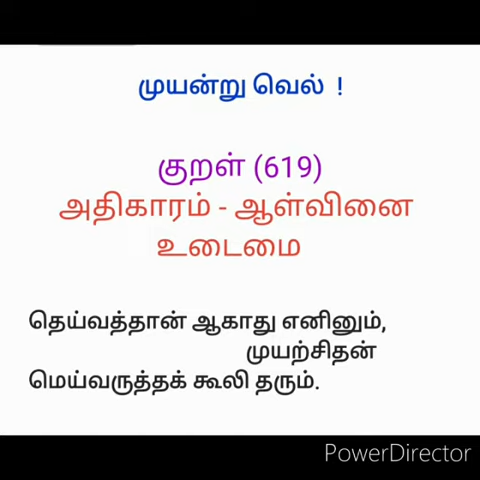 முயன்று வெல் !
குறள் (619)
அதிகாரம் - ஆள்வினை
உடைமை
தெய்வத்தான் ஆகாது எனினும்,
முயற்சிதன்
மெய்வருத்தக் கூலி தரும்.
PowerDirector